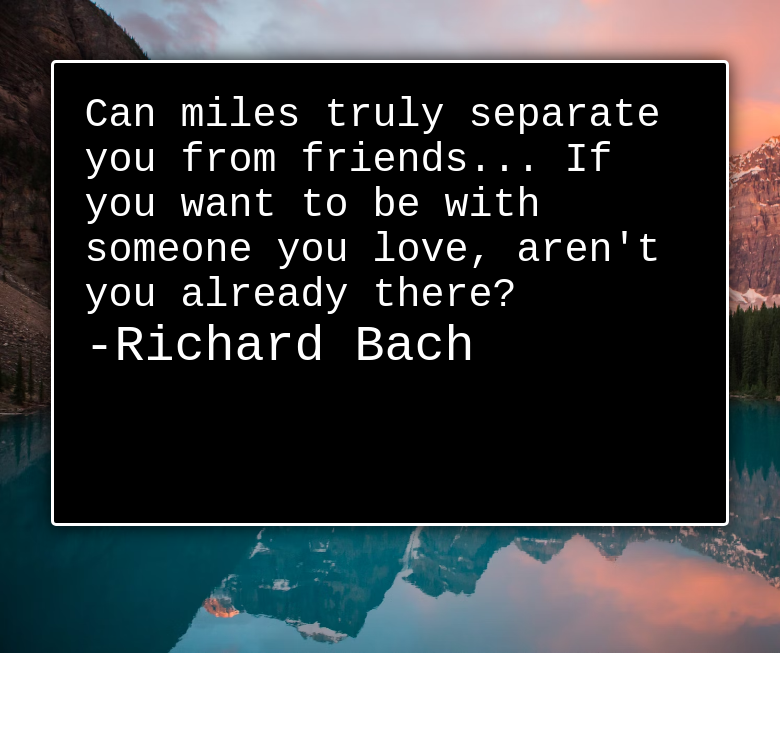 Can miles truly separate
you from friends... If
you want to be with
someone you love, aren't
you already there?
-Richard Bach